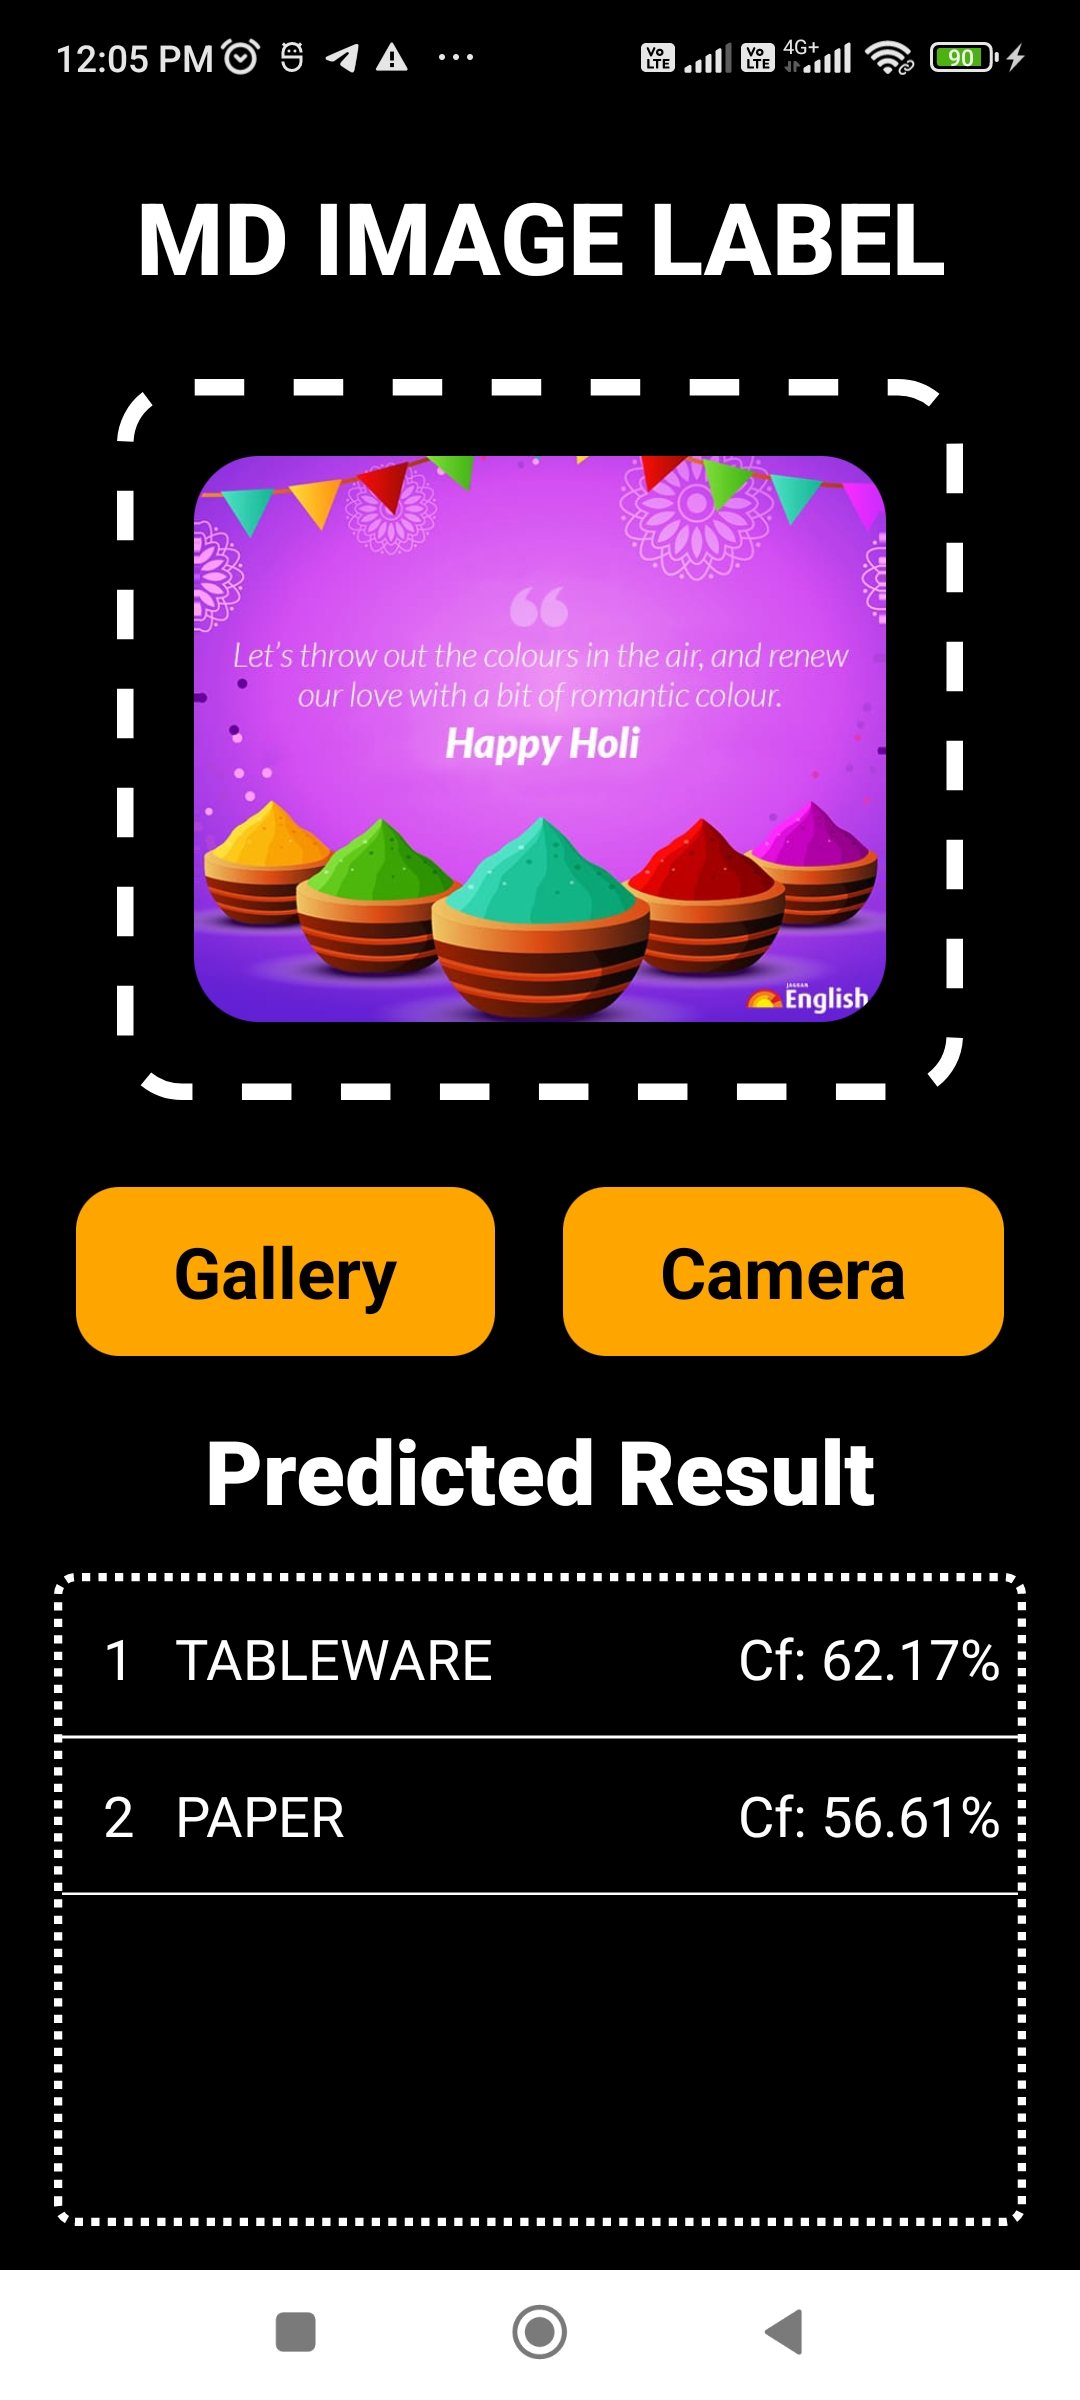 12:05 PM
Vo LTE Vo LTE 4G+ 90
MD IMAGE LABEL
“
Let’s throw out the colours in the air, and renew
our love with a bit of romantic colour.
Happy Holi
JAGRAN
English
Gallery Camera
Predicted Result
1 TABLEWARE Cf: 62.17%
2 PAPER Cf: 56.61%